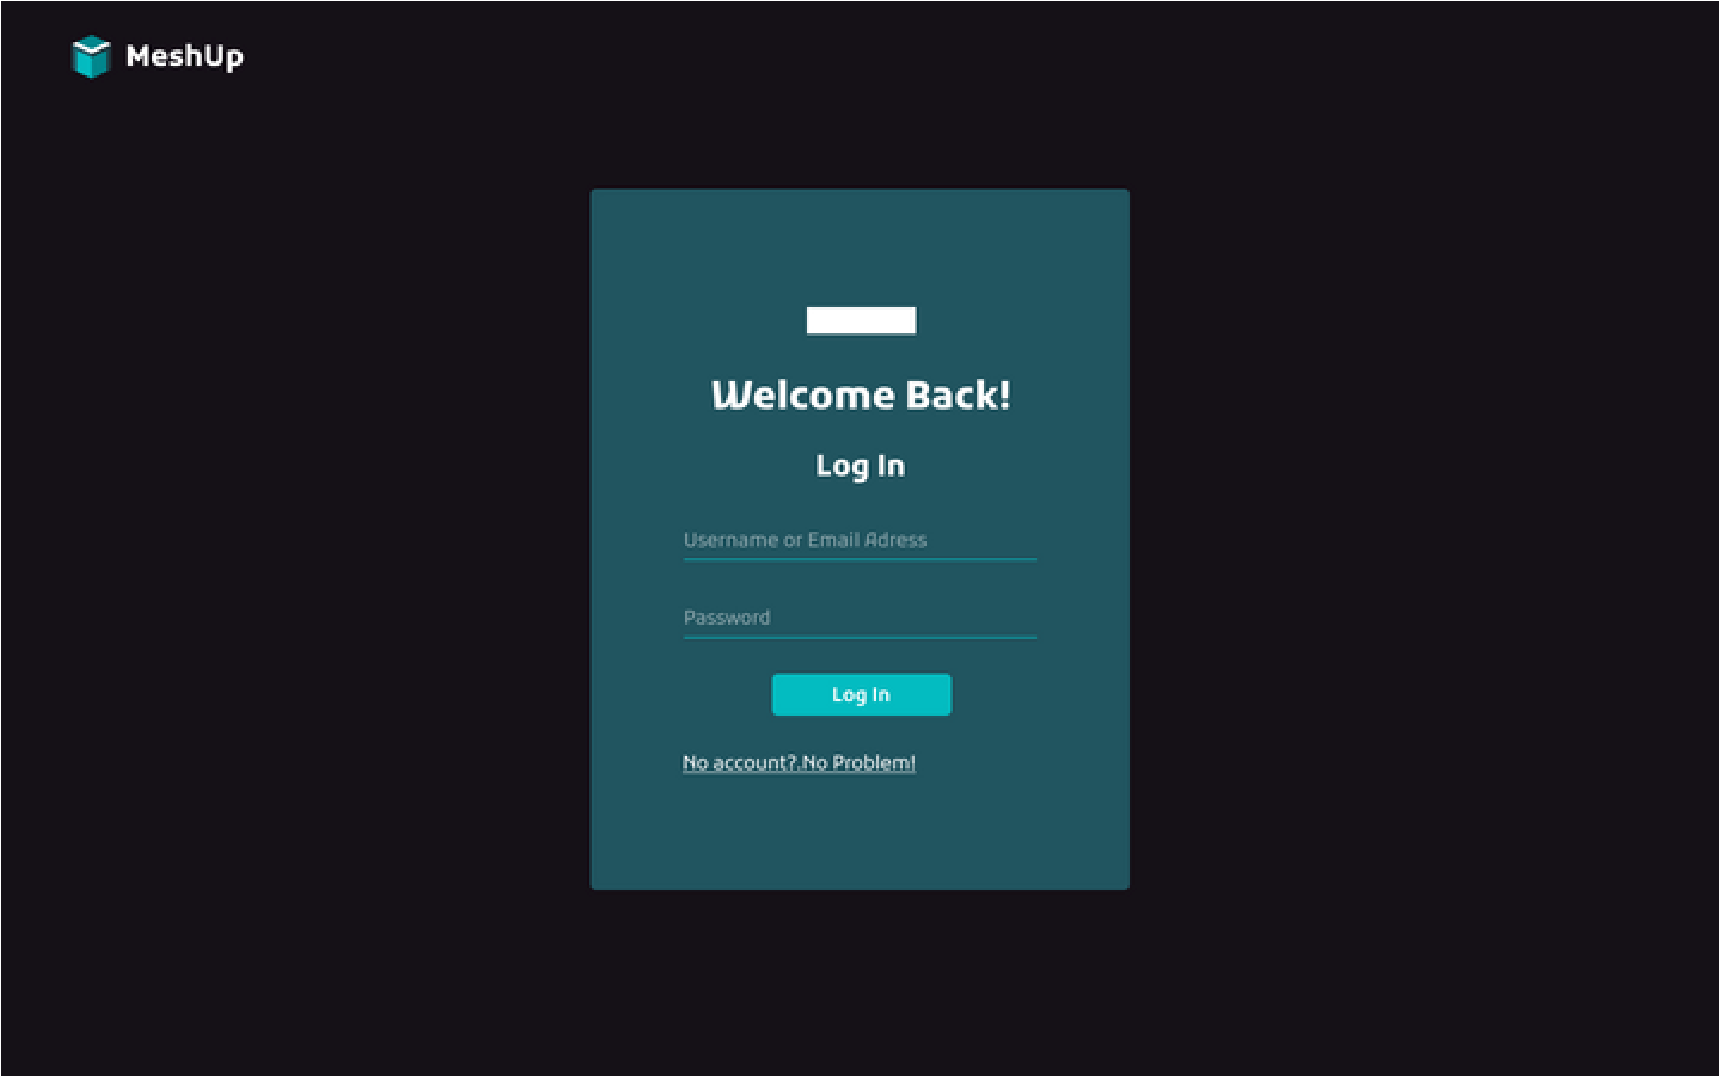 MeshUp
Welcome Back!
Log In
Username or Email Adress
Password
Log In
No account?.No Problem!